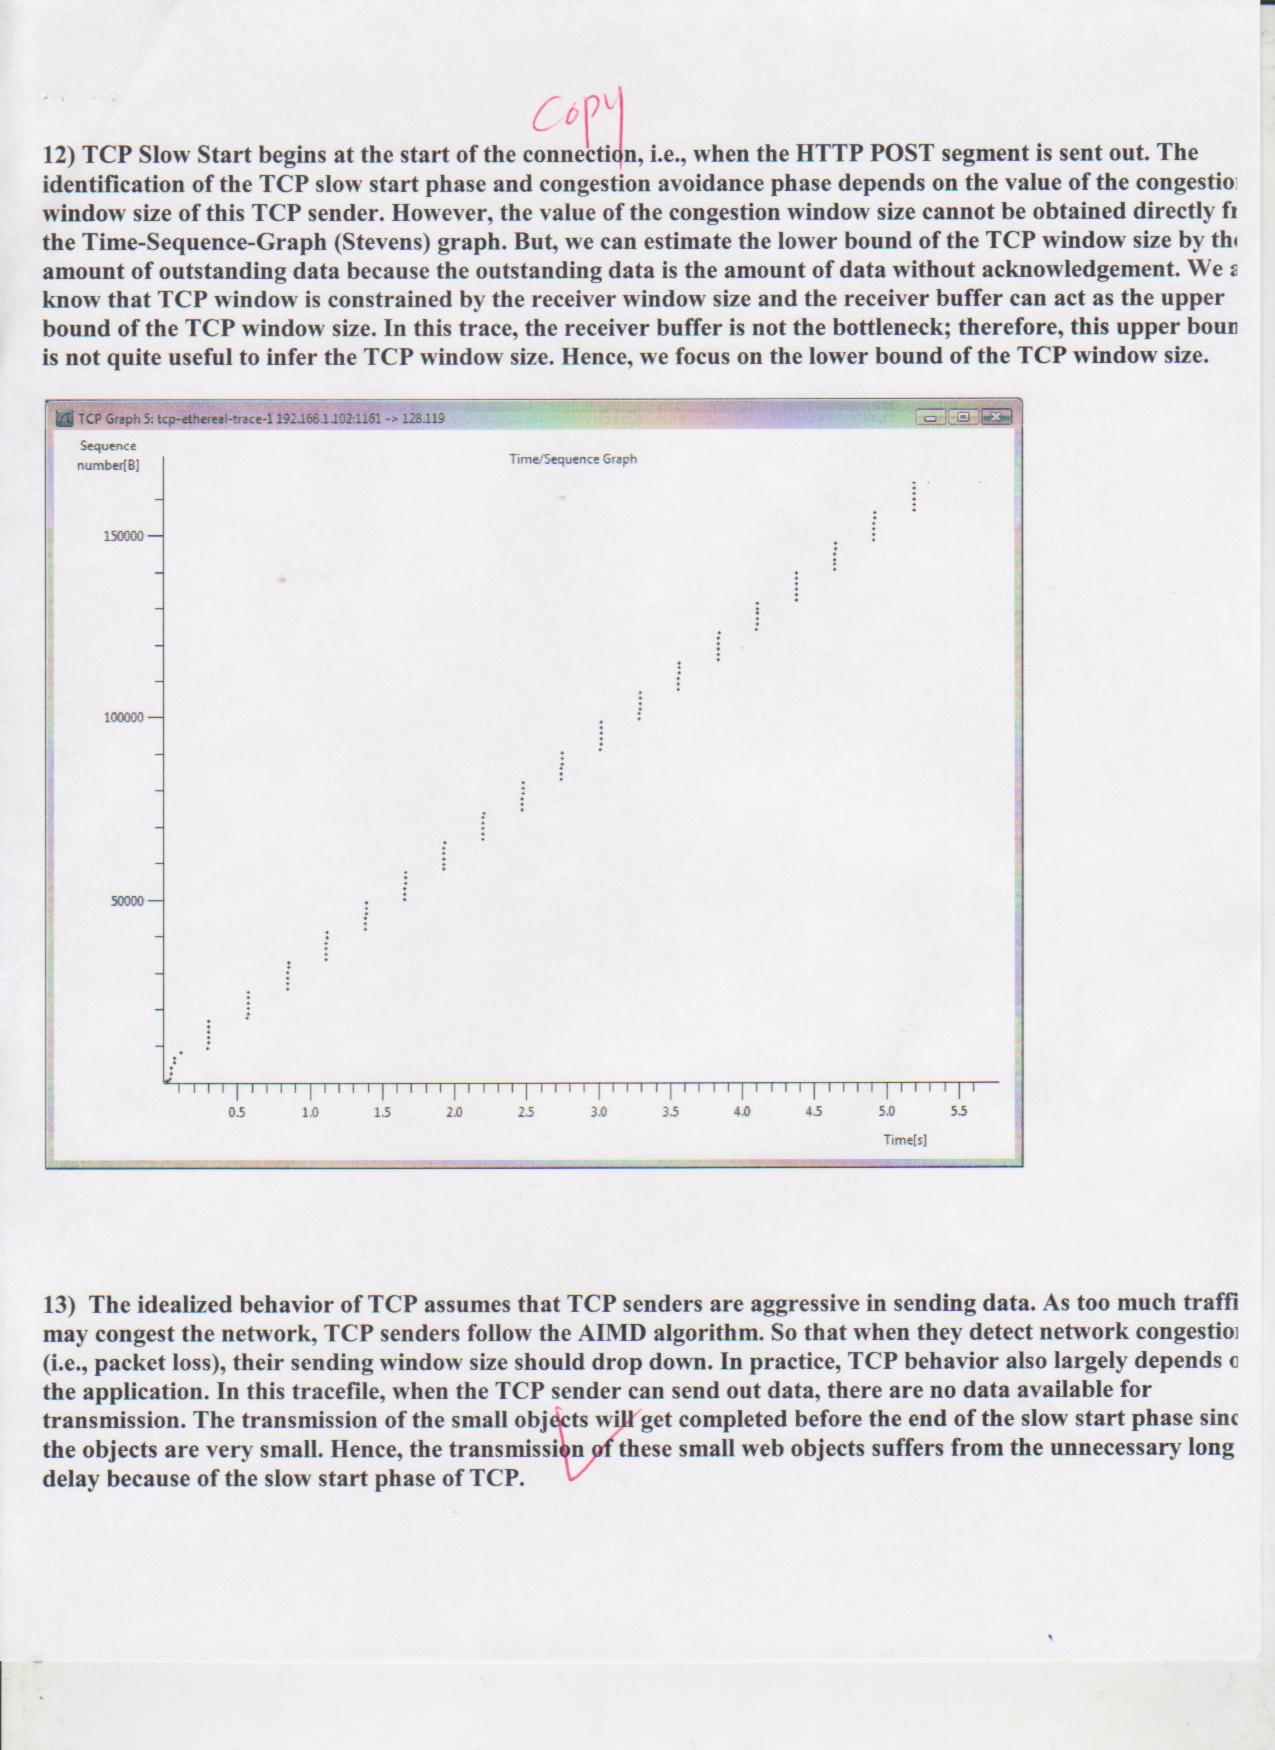 Copy
12) TCP Slow Start begins at the start of the connection, i.e., when the HTTP POST segment is sent out. The
identification of the TCP slow start phase and congestion avoidance phase depends on the value of the congestio
window size of this TCP sender. However, the value of the congestion window size cannot be obtained directly fr
the Time-Sequence-Graph (Stevens) graph. But, we can estimate the lower bound of the TCP window size by the
amount of outstanding data because the outstanding data is the amount of data without acknowledgement. We a
know that TCP window is constrained by the receiver window size and the receiver buffer can act as the upper
bound of the TCP window size. In this trace, the receiver buffer is not the bottleneck; therefore, this upper boun
is not quite useful to infer the TCP window size. Hence, we focus on the lower bound of the TCP window size.
TCP Graph 5: tcp-ethereal-trace-1 192.168.1.102:1161 -> 128.119
Sequence
number[B]
Time/Sequence Graph
150000
100000
50000
0.5 1.0 1.5 2.0 2.5 3.0 3.5 4.0 4.5 5.0 5.5
Time[s]
13) The idealized behavior of TCP assumes that TCP senders are aggressive in sending data. As too much traffi
may congest the network, TCP senders follow the AIMD algorithm. So that when they detect network congestio
(i.e., packet loss), their sending window size should drop down. In practice, TCP behavior also largely depends o
the application. In this tracefile, when the TCP sender can send out data, there are no data available for
transmission. The transmission of the small objects will get completed before the end of the slow start phase sinc
the objects are very small. Hence, the transmission of these small web objects suffers from the unnecessary long
delay because of the slow start phase of TCP.